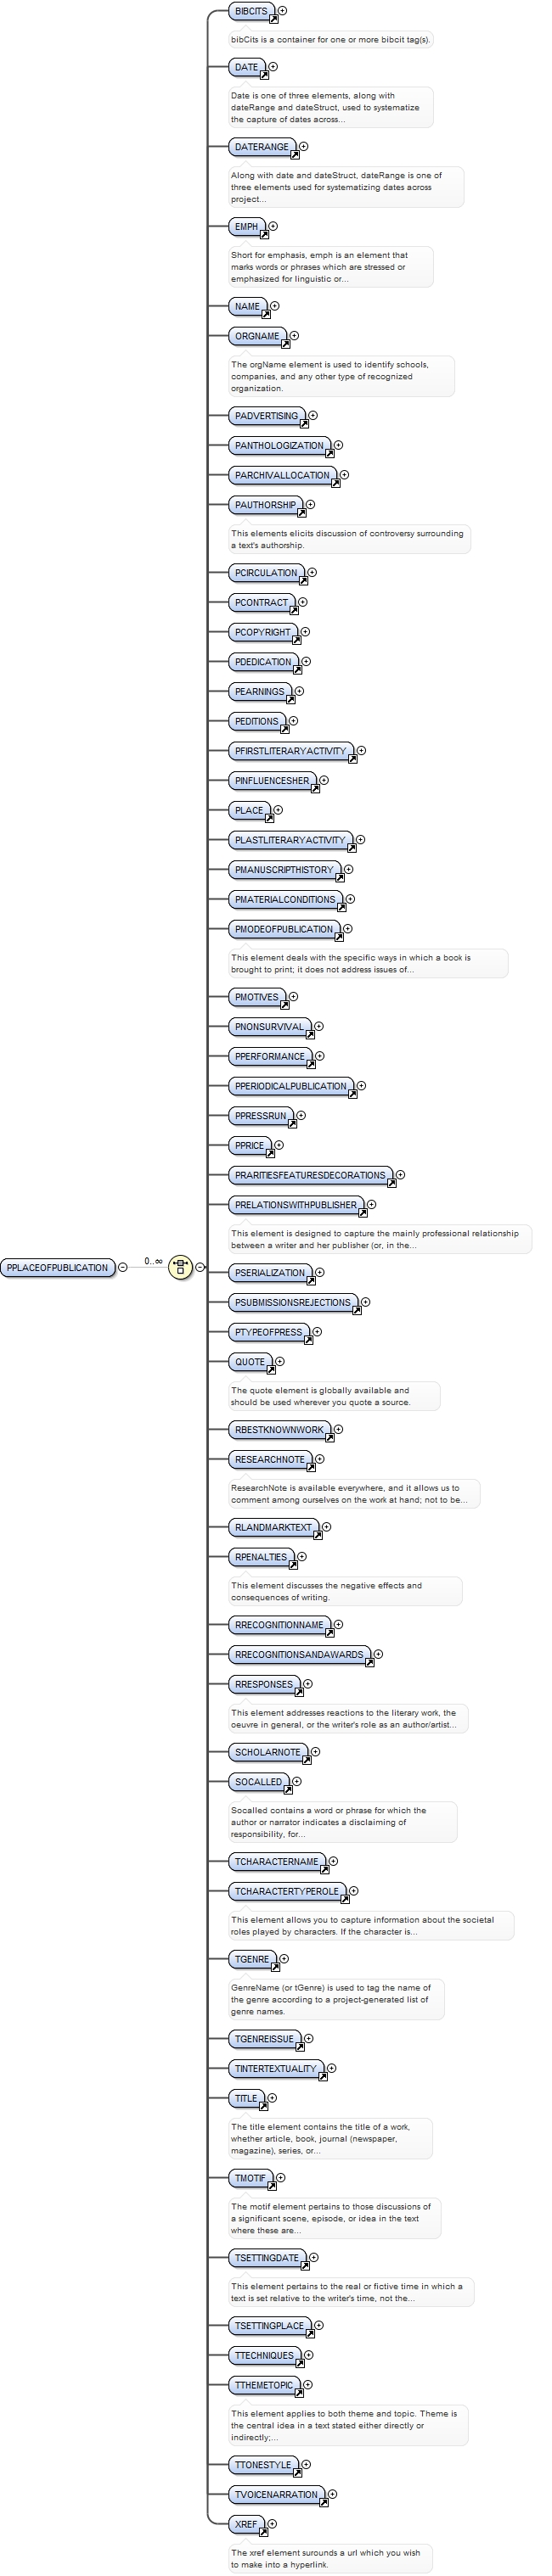 BIBCITS
bibCits is a container for one or more bibcit tag(s).
DATE
Date is one of three elements, along with
dateRange and dateStruct, used to systematize
the capture of dates across...
DATERANGE
Along with date and dateStruct, dateRange is one of
three elements used for systematizing dates across
project...
EMPH
Short for emphasis, emph is an element that
marks words or phrases which are stressed or
emphasized for linguistic or...
NAME
ORGNAME
The orgName element is used to identify schools,
companies, and any other type of recognized
organization.
PADVERTISING
PANTHOLOGIZATION
PARCHIVALLOCATION
PAUTHORSHIP
This elements elicits discussion of controversy surrounding
a text's authorship.
PCIRCULATION
PCONTRACT
PCOPYRIGHT
PDEDICATION
PEARNINGS
PEDITIONS
PFIRSTLITERARYACTIVITY
PINFLUENCESHER
PLACE
PLASTLITERARYACTIVITY
PMANUSCRIPTHISTORY
PMATERIALCONDITIONS
PMODEOFPUBLICATION
This element deals with the specific ways in which a book is
brought to print; it does not address issues of...
PMOTIVES
PNONSURVIVAL
PPERFORMANCE
PPERIODICALPUBLICATION
PPRESSRUN
PPRICE
PRARITIESFEATURESDECORATIONS
PRELATIONSWITHPUBLISHER
This element is designed to capture the mainly professional relationship
between a writer and her publisher (or, in the...
PPLACEOFPUBLICATION
0..∞
PSERIALIZATION
PSUBMISSIONSREJECTIONS
PTYPEOFPRESS
QUOTE
The quote element is globally available and
should be used wherever you quote a source.
RBESTKNOWNWORK
RESEARCHNOTE
ResearchNote is available everywhere, and it allows us to
comment among ourselves on the work at hand; not to be...
RLANDMARKTEXT
RPENALTIES
This element discusses the negative effects and
consequences of writing.
RRECOGNITIONNAME
RRECOGNITIONSANDAWARDS
RRESPONSES
This element addresses reactions to the literary work, the
oeuvre in general, or the writer's role as an author/artist...
SCHOLARNOTE
SOCALLED
Socalled contains a word or phrase for which the
author or narrator indicates a disclaiming of
responsibility, for...
TCHARACTERNAME
TCHARACTERTYPEROLE
This element allows you to capture information about the societal
roles played by characters. If the character is...
TGENRE
GenreName (or tGenre) is used to tag the name of
the genre according to a project-generated list of
genre names.
TGENREISSUE
TINTERTEXTUALITY
TITLE
The title element contains the title of a work,
whether article, book, journal (newspaper,
magazine), series, or...
TMOTIF
The motif element pertains to those discussions of
a significant scene, episode, or idea in the text
where these are...
TSETTINGDATE
This element pertains to the real or fictive time in which a
text is set relative to the writer's time, not the...
TSETTINGPLACE
TTECHNIQUES
TTHEMETOPIC
This element applies to both theme and topic. Theme is
the central idea in a text stated either directly or
indirectly;...
TTONESTYLE
TVOICENARRATION
XREF
The xref element surounds a url which you wish
to make into a hyperlink.